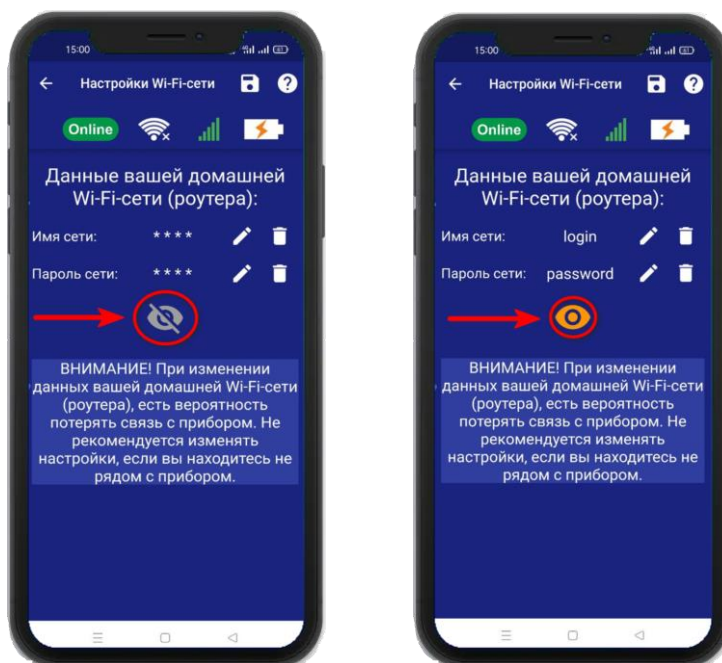 15:00
Настройки Wi-Fi-сети
Online
Данные вашей домашней
Wi-Fi-сети (роутера):
Имя сети: ****
Пароль сети: ****
ВНИМАНИЕ! При изменении
данных вашей домашней Wi-Fi-сети
(роутера), есть вероятность
потерять связь с прибором. Не
рекомендуется изменять
настройки, если вы находитесь не
рядом с прибором.
15:00
Настройки Wi-Fi-сети
Online
Данные вашей домашней
Wi-Fi-сети (роутера):
Имя сети: login
Пароль сети: password
ВНИМАНИЕ! При изменении
данных вашей домашней Wi-Fi-сети
(роутера), есть вероятность
потерять связь с прибором. Не
рекомендуется изменять
настройки, если вы находитесь не
рядом с прибором.